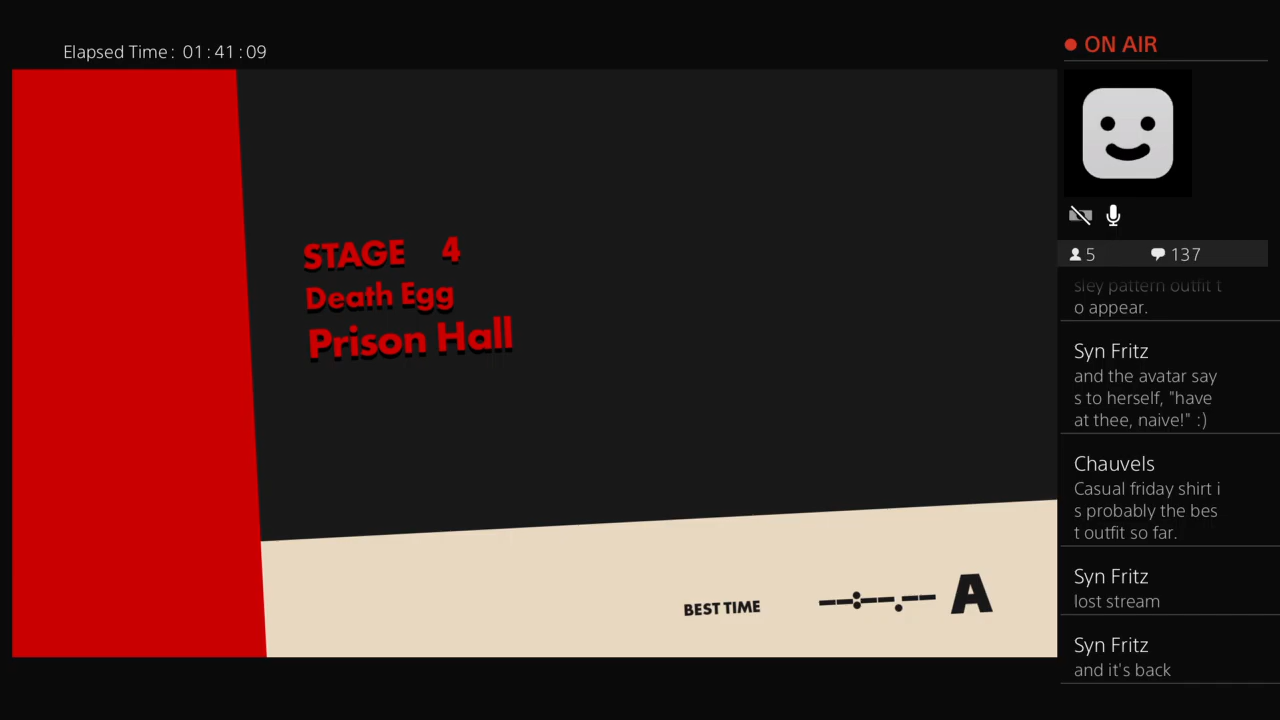 Elapsed Time: 01:41:09
ON AIR
STAGE 4
Death Egg
Prison Hall
BEST TIME --:--.-- A
5 137
sley pattern outfit t
o appear.
Syn Fritz
and the avatar say
s to herself, "have
at thee, naive!" :)
Chauvels
Casual friday shirt i
s probably the bes
t outfit so far.
Syn Fritz
lost stream
Syn Fritz
and it's back